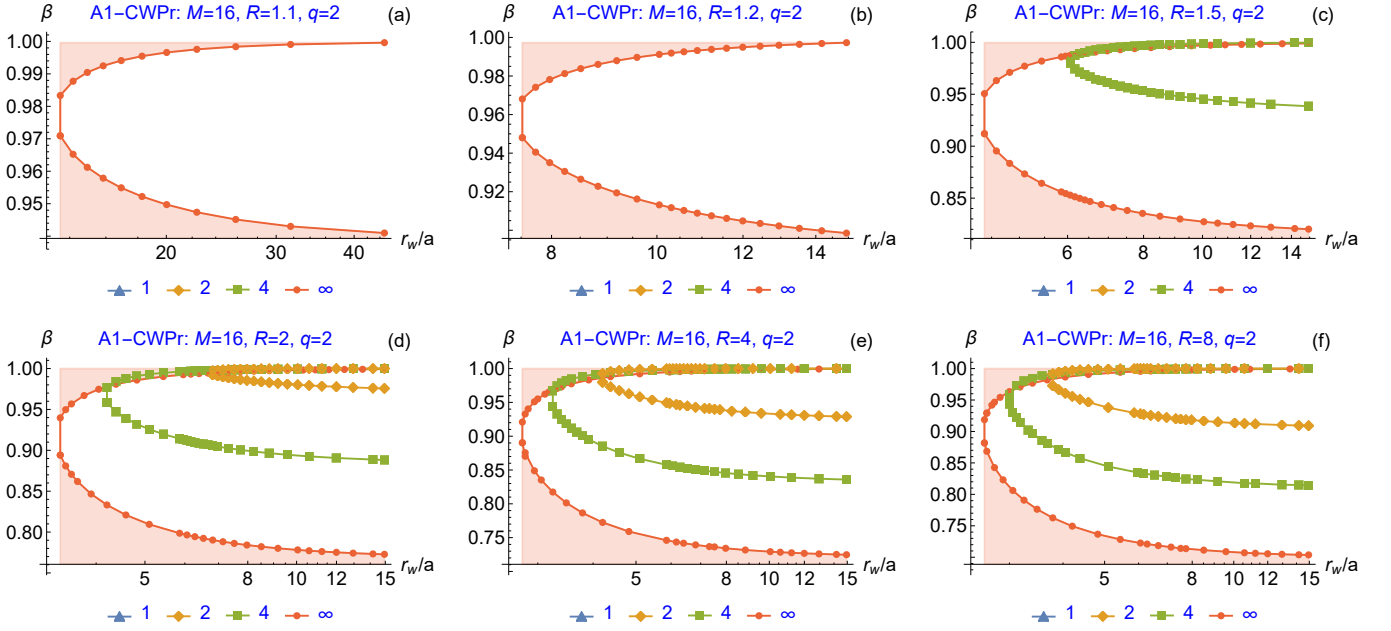 β A1−CWPr: M=16, R=1.1, q=2 (a)
1.00
0.99
0.98
0.97
0.96
0.95
20 30 40 r_w/a
1 2 4 ∞
β A1−CWPr: M=16, R=1.2, q=2 (b)
1.00
0.98
0.96
0.94
0.92
8 10 12 14 r_w/a
1 2 4 ∞
β A1−CWPr: M=16, R=1.5, q=2 (c)
1.00
0.95
0.90
0.85
6 8 10 12 14 r_w/a
1 2 4 ∞
β A1−CWPr: M=16, R=2, q=2 (d)
1.00
0.95
0.90
0.85
0.80
5 8 10 12 15 r_w/a
1 2 4 ∞
β A1−CWPr: M=16, R=4, q=2 (e)
1.00
0.95
0.90
0.85
0.80
0.75
5 8 10 12 15 r_w/a
1 2 4 ∞
β A1−CWPr: M=16, R=8, q=2 (f)
1.00
0.95
0.90
0.85
0.80
0.75
5 8 10 12 15 r_w/a
1 2 4 ∞